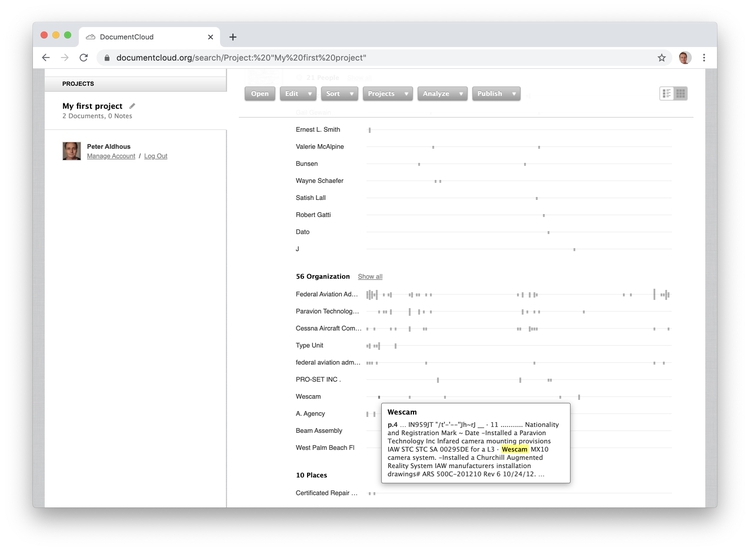 DocumentCloud
documentcloud.org/search/Project:%20"My%20first%20project"
PROJECTS
My first project
2 Documents, 0 Notes
Peter Aldhous
Manage Account / Log Out
Open Edit Sort Projects Analyze Publish
Ernest L. Smith
Valerie McAlpine
Bunsen
Wayne Schaefer
Satish Lall
Robert Gatti
Dato
J
56 Organization Show all
Federal Aviation Ad...
Paravion Technolog...
Cessna Aircraft Com...
Type Unit
federal aviation adm...
PRO-SET INC .
Wescam
A. Agency
Beam Assembly
West Palm Beach Fl
Wescam
p.4 ... IN959JT "/t'-'--"]h~rJ __ - 11 ........... Nationality
and Registration Mark ~ Date -Installed a Paravion
Technology Inc Infared camera mounting provisions
IAW STC STC SA 00295DE for a L3 - Wescam MX10
camera system. -Installed a Churchill Augmented
Reality System IAW manufacturers installation
drawings# ARS 500C-201210 Rev 6 10/24/12. ...
10 Places
Certificated Repair ...